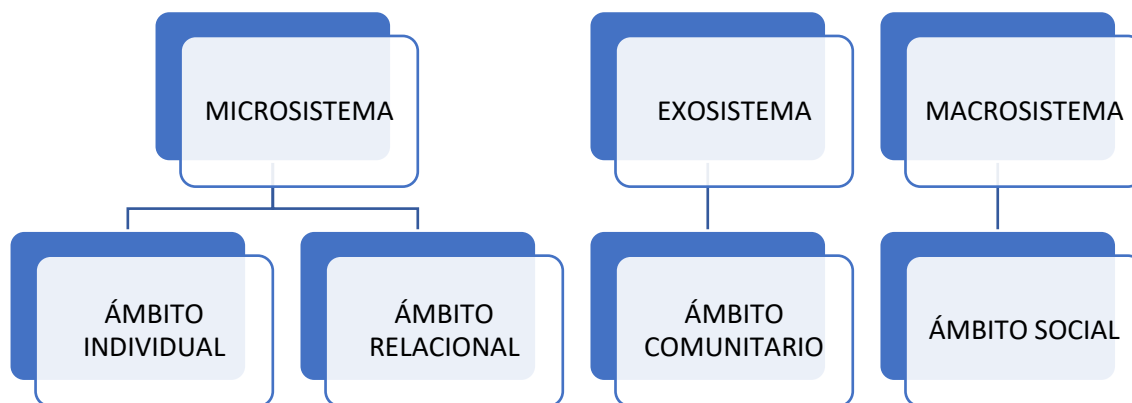 MICROSISTEMA
EXOSISTEMA
MACROSISTEMA
ÁMBITO
INDIVIDUAL
ÁMBITO
RELACIONAL
ÁMBITO
COMUNITARIO
ÁMBITO SOCIAL